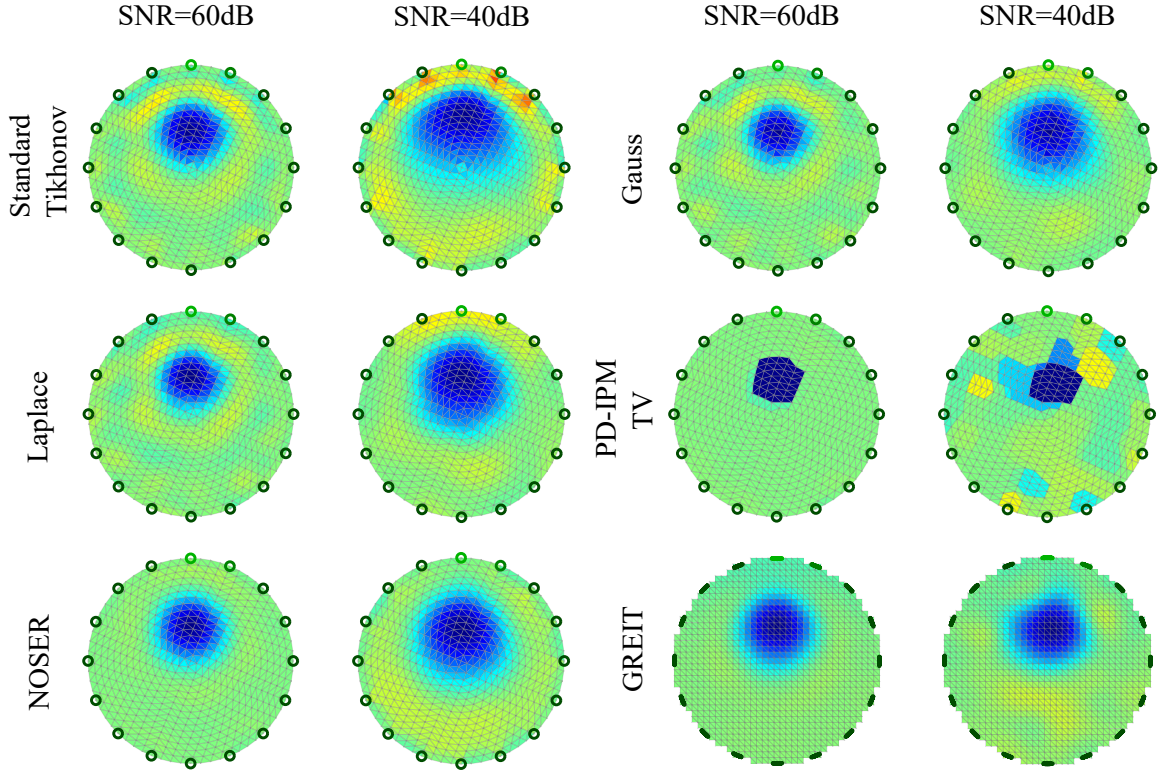 SNR=60dB
SNR=40dB
SNR=60dB
SNR=40dB
Standard
Tikhonov
Gauss
Laplace
PD-IPM
TV
NOSER
GREIT